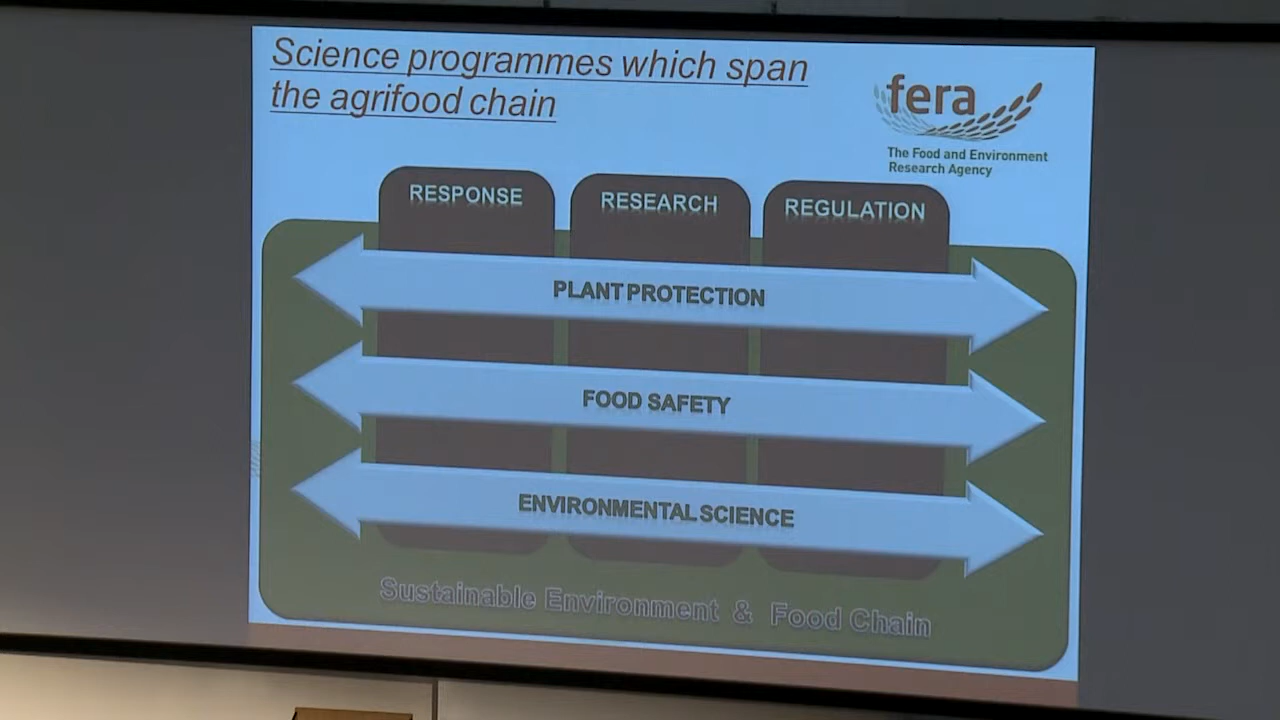 Science programmes which span
the agrifood chain
fera
The Food and Environment
Research Agency
RESPONSE
RESEARCH
REGULATION
PLANT PROTECTION
FOOD SAFETY
ENVIRONMENTAL SCIENCE
Sustainable Environment & Food Chain